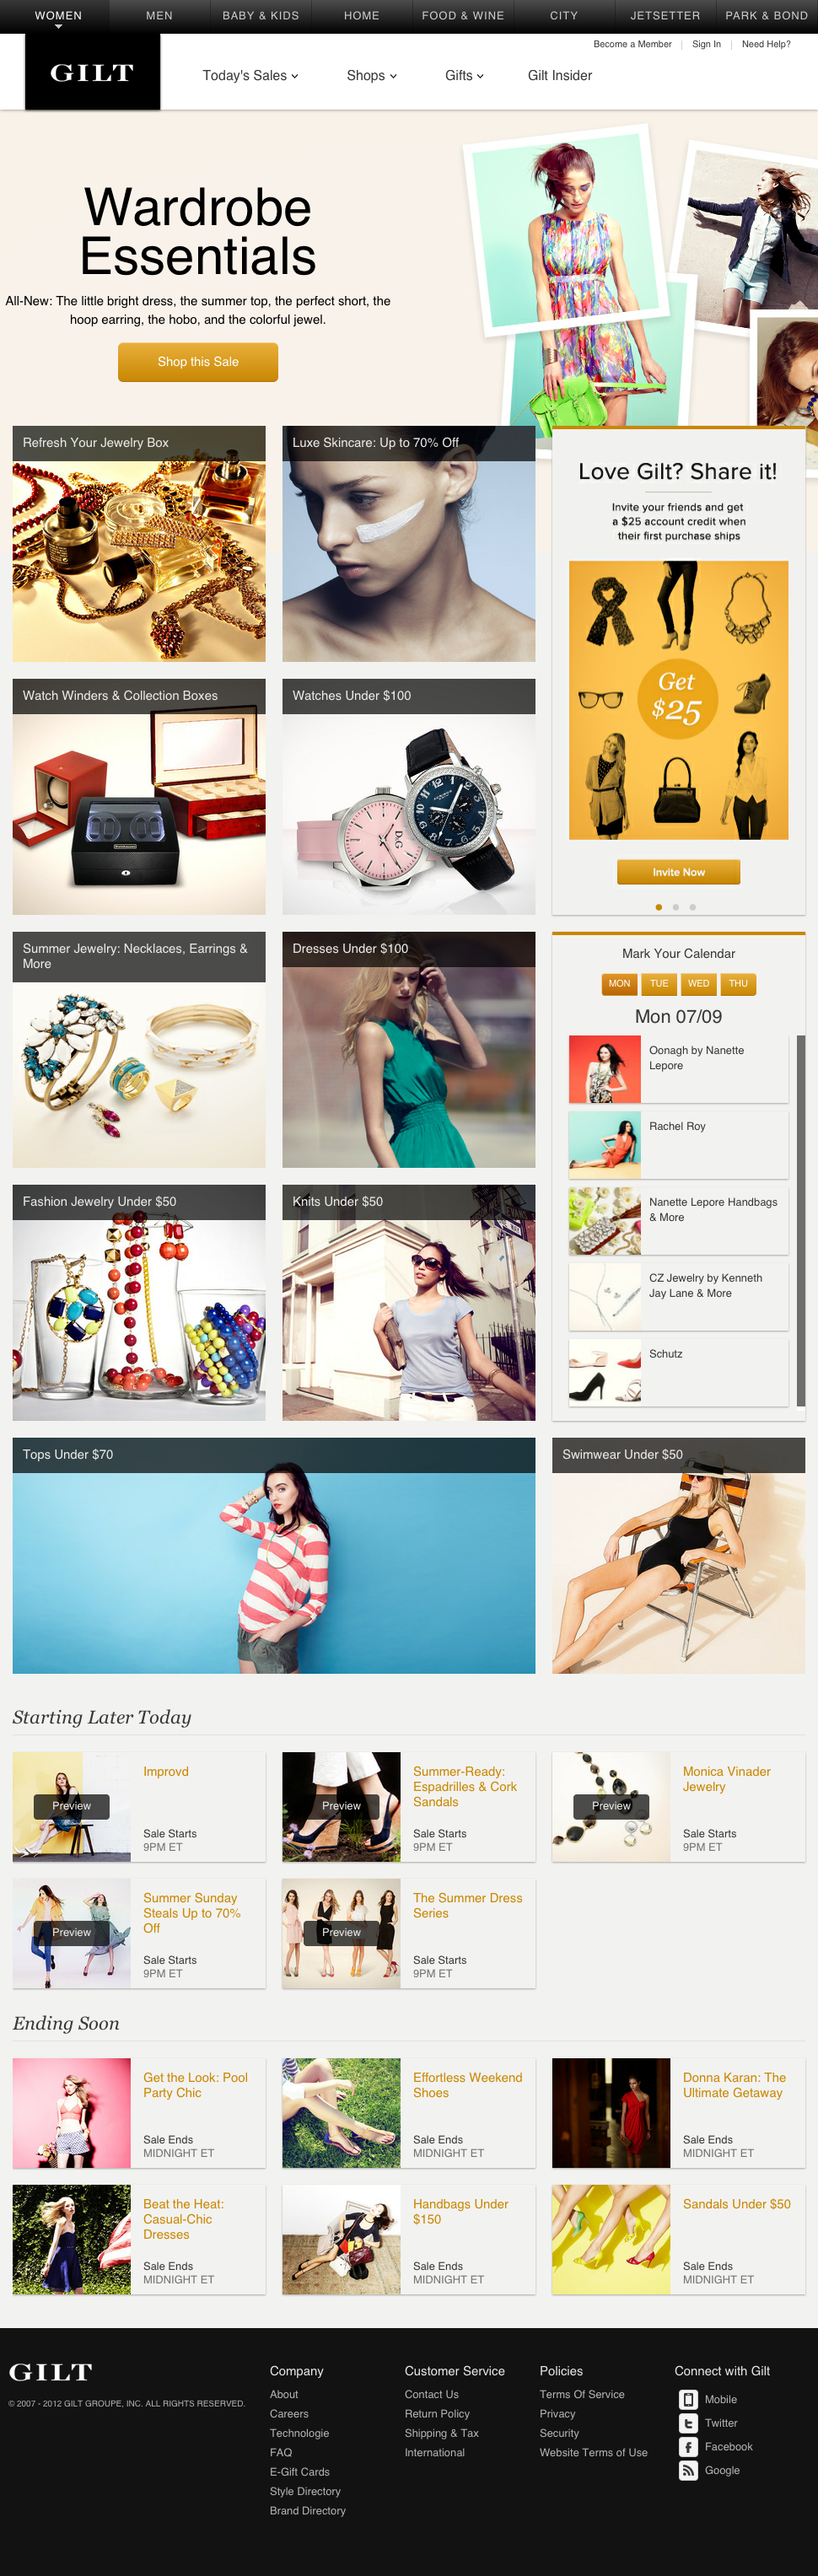 WOMEN
MEN
BABY & KIDS
HOME
FOOD & WINE
CITY
JETSETTER
PARK & BOND
Become a Member
Sign In
Need Help?
GILT
Today's Sales
Shops
Gifts
Gilt Insider
Wardrobe
Essentials
All-New: The little bright dress, the summer top, the perfect short, the
hoop earring, the hobo, and the colorful jewel.
Shop this Sale
Refresh Your Jewelry Box
Luxe Skincare: Up to 70% Off
Love Gilt? Share it!
Invite your friends and get
a $25 account credit when
their first purchase ships
Get
$25
Invite Now
Watch Winders & Collection Boxes
Watches Under $100
D&G
Summer Jewelry: Necklaces, Earrings &
More
Dresses Under $100
Mark Your Calendar
MON
TUE
WED
THU
Mon 07/09
Oonagh by Nanette
Lepore
Rachel Roy
Nanette Lepore Handbags
& More
CZ Jewelry by Kenneth
Jay Lane & More
Schutz
Fashion Jewelry Under $50
Knits Under $50
Tops Under $70
Swimwear Under $50
Starting Later Today
Preview
Improvd
Sale Starts
9PM ET
Preview
Summer-Ready:
Espadrilles & Cork
Sandals
Sale Starts
9PM ET
Preview
Monica Vinader
Jewelry
Sale Starts
9PM ET
Preview
Summer Sunday
Steals Up to 70%
Off
Sale Starts
9PM ET
Preview
The Summer Dress
Series
Sale Starts
9PM ET
Ending Soon
Get the Look: Pool
Party Chic
Sale Ends
MIDNIGHT ET
Effortless Weekend
Shoes
Sale Ends
MIDNIGHT ET
Donna Karan: The
Ultimate Getaway
Sale Ends
MIDNIGHT ET
Beat the Heat:
Casual-Chic
Dresses
Sale Ends
MIDNIGHT ET
Handbags Under
$150
Sale Ends
MIDNIGHT ET
Sandals Under $50
Sale Ends
MIDNIGHT ET
GILT
© 2007 - 2012 GILT GROUPE, INC. ALL RIGHTS RESERVED.
Company
About
Careers
Technologie
FAQ
E-Gift Cards
Style Directory
Brand Directory
Customer Service
Contact Us
Return Policy
Shipping & Tax
International
Policies
Terms Of Service
Privacy
Security
Website Terms of Use
Connect with Gilt
Mobile
Twitter
Facebook
Google